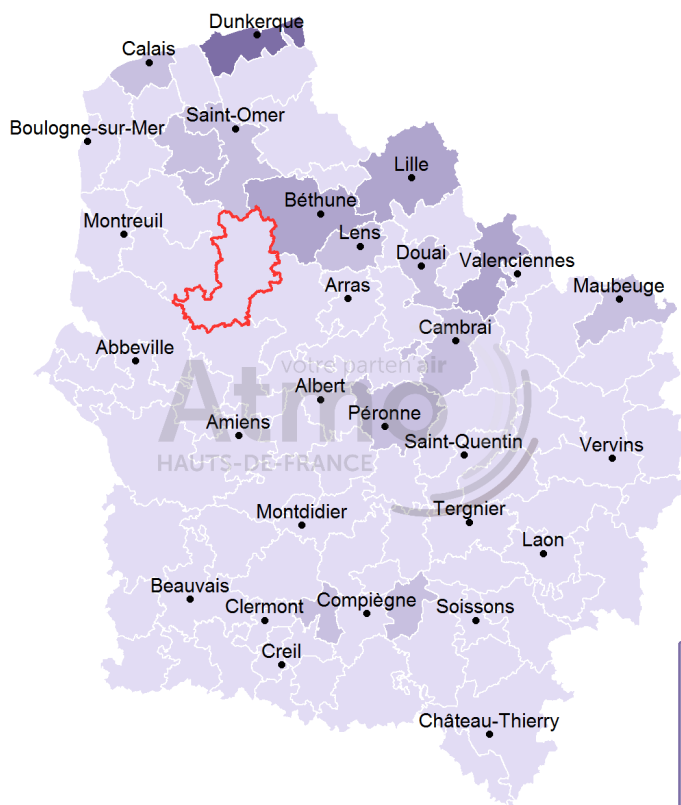 Dunkerque
Calais
Saint-Omer
Boulogne-sur-Mer
Lille
Béthune
Montreuil
Lens
Douai
Valenciennes
Arras
Maubeuge
Cambrai
Abbeville
votre parten'air
Albert
Atmo
Péronne
Amiens
Saint-Quentin
Vervins
HAUTS-DE-FRANCE
Montdidier
Tergnier
Laon
Beauvais
Clermont
Compiègne
Soissons
Creil
Château-Thierry